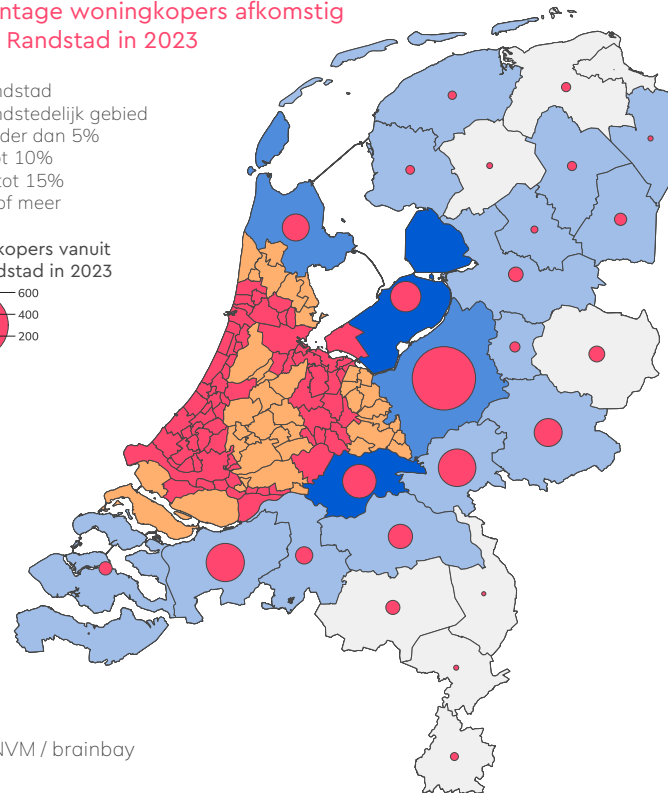 ntage woningkopers afkomstig
Randstad in 2023
ndstad
ndstedelijk gebied
der dan 5%
ot 10%
tot 15%
of meer
kopers vanuit
dstad in 2023
600
400
200
NVM / brainbay